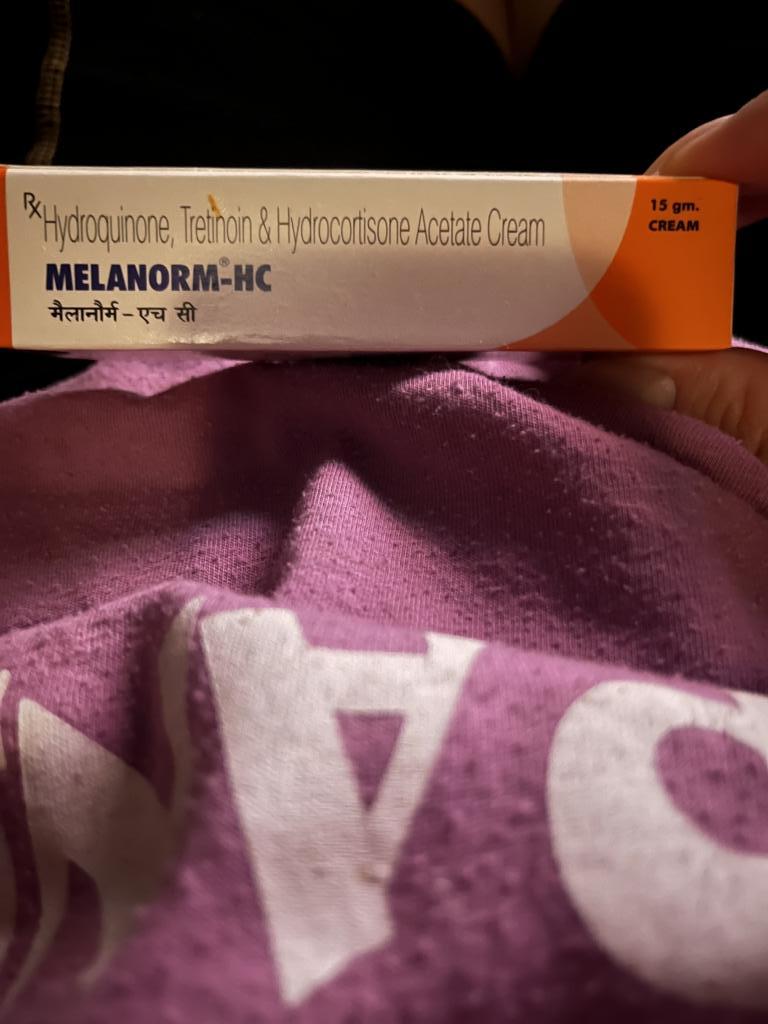 Rx Hydroquinone, Tretinoin & Hydrocortisone Acetate Cream
MELANORM®-HC
मैलानौर्म – एच सी
15 gm.
CREAM